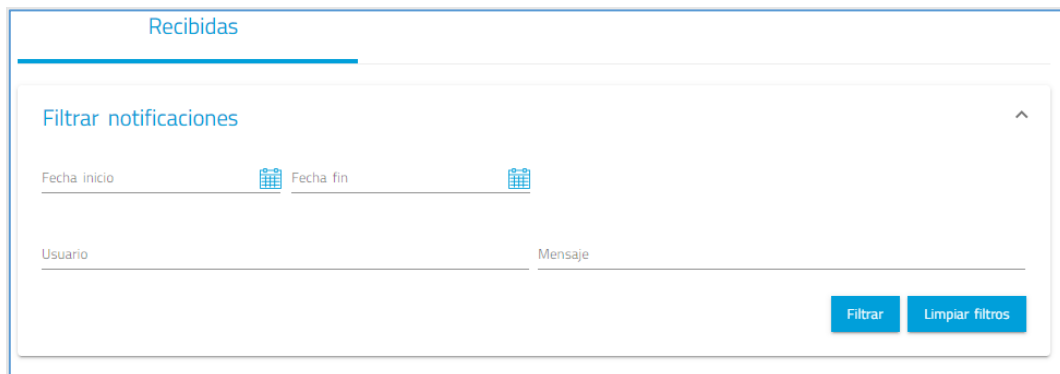 Recibidas
Filtrar notificaciones
Fecha inicio Fecha fin
Usuario Mensaje
Filtrar Limpiar filtros